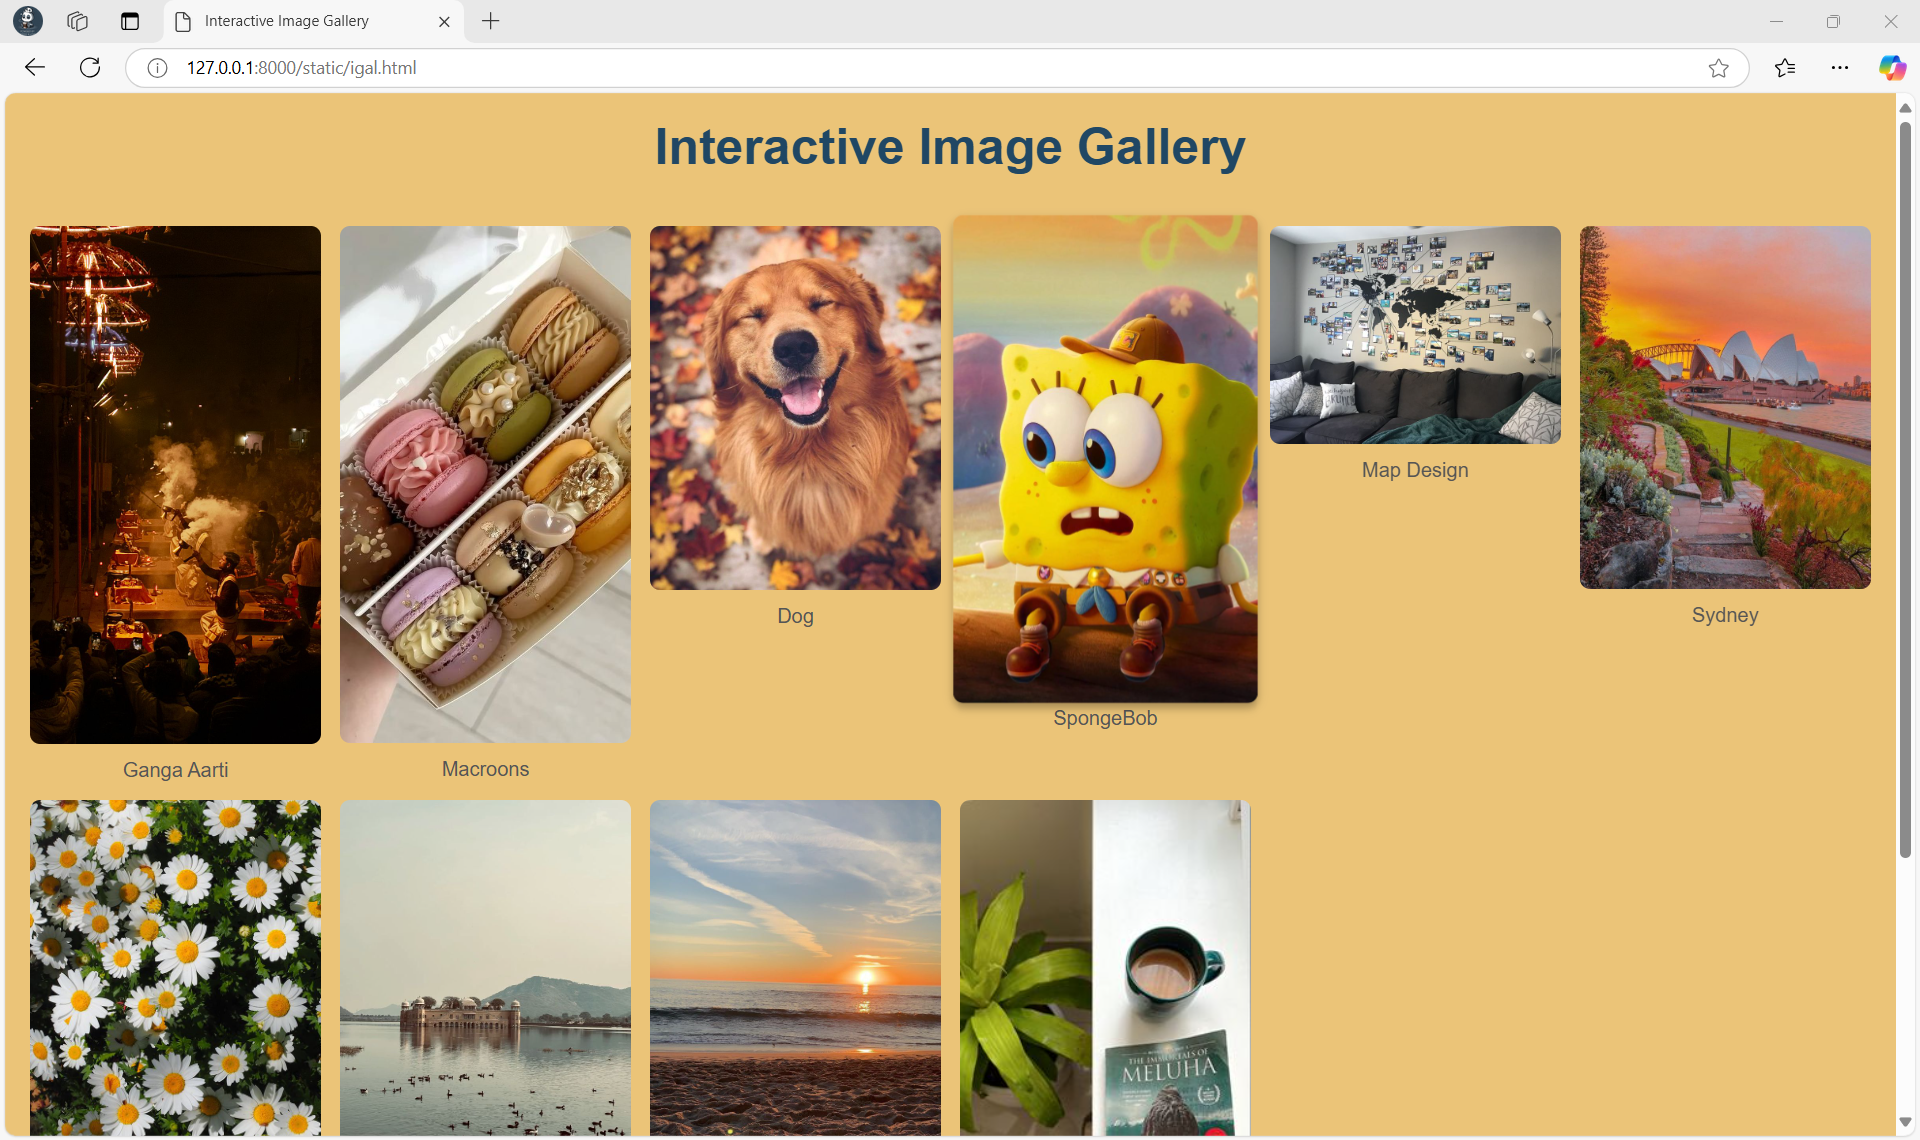 Interactive Image Gallery
127.0.0.1:8000/static/igal.html
Interactive Image Gallery
Ganga Aarti
Macroons
Dog
SpongeBob
Map Design
Sydney
THE IMMORTALS OF
MELUHA